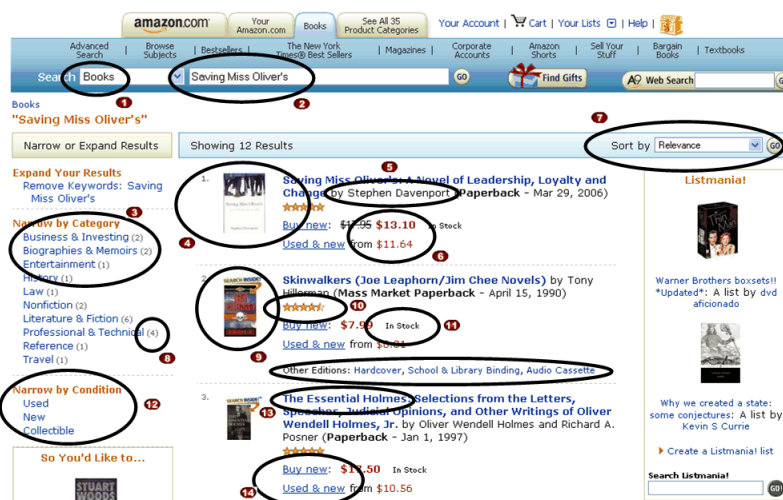 amazon.com
Your Amazon.com
Books
See All 35 Product Categories
Your Account | Cart | Your Lists | Help |
Advanced Search | Browse Subjects | Bestsellers | The New York Times® Best Sellers | Magazines | Corporate Accounts | Amazon Shorts | Sell Your Stuff | Bargain Books | Textbooks
Search Books Saving Miss Oliver's GO Find Gifts A9 Web Search G
1
2
Books
"Saving Miss Oliver's"
7
Narrow or Expand Results
Showing 12 Results
Sort by Relevance GO
Expand Your Results
Remove Keywords: Saving
Miss Oliver's
3
Narrow by Category
Business & Investing (2)
Biographies & Memoirs (2)
Entertainment (1)
History (1)
Law (1)
Nonfiction (2)
Literature & Fiction (6)
Professional & Technical (4)
Reference (1)
Travel (1)
8
Narrow by Condition
12
Used
New
Collectible
So You'd Like to...
STUART
WOODS
1.
4
5
Saving Miss Oliver's: A Novel of Leadership, Loyalty and
Change by Stephen Davenport (Paperback - Mar 29, 2006)
Buy new: $17.95 $13.10 In Stock
Used & new from $11.64
6
2.
SEARCH INSIDE!
9
Skinwalkers (Joe Leaphorn/Jim Chee Novels) by Tony
Hillerman (Mass Market Paperback - April 15, 1990)
10
Buy new: $7.99 In Stock
11
Used & new from
Other Editions: Hardcover, School & Library Binding, Audio Cassette
3.
SEARCH INSIDE!
13
The Essential Holmes: Selections from the Letters,
Speeches, Judicial Opinions, and Other Writings of Oliver
Wendell Holmes, Jr. by Oliver Wendell Holmes and Richard A.
Posner (Paperback - Jan 1, 1997)
Buy new: $17.50 In Stock
Used & new from $10.56
14
Listmania!
Warner Brothers boxsets!!
*Updated*: A list by dvd
aficionado
Why we created a state:
some conjectures: A list by
Kevin S Currie
Create a Listmania! list
Search Listmania!
GO